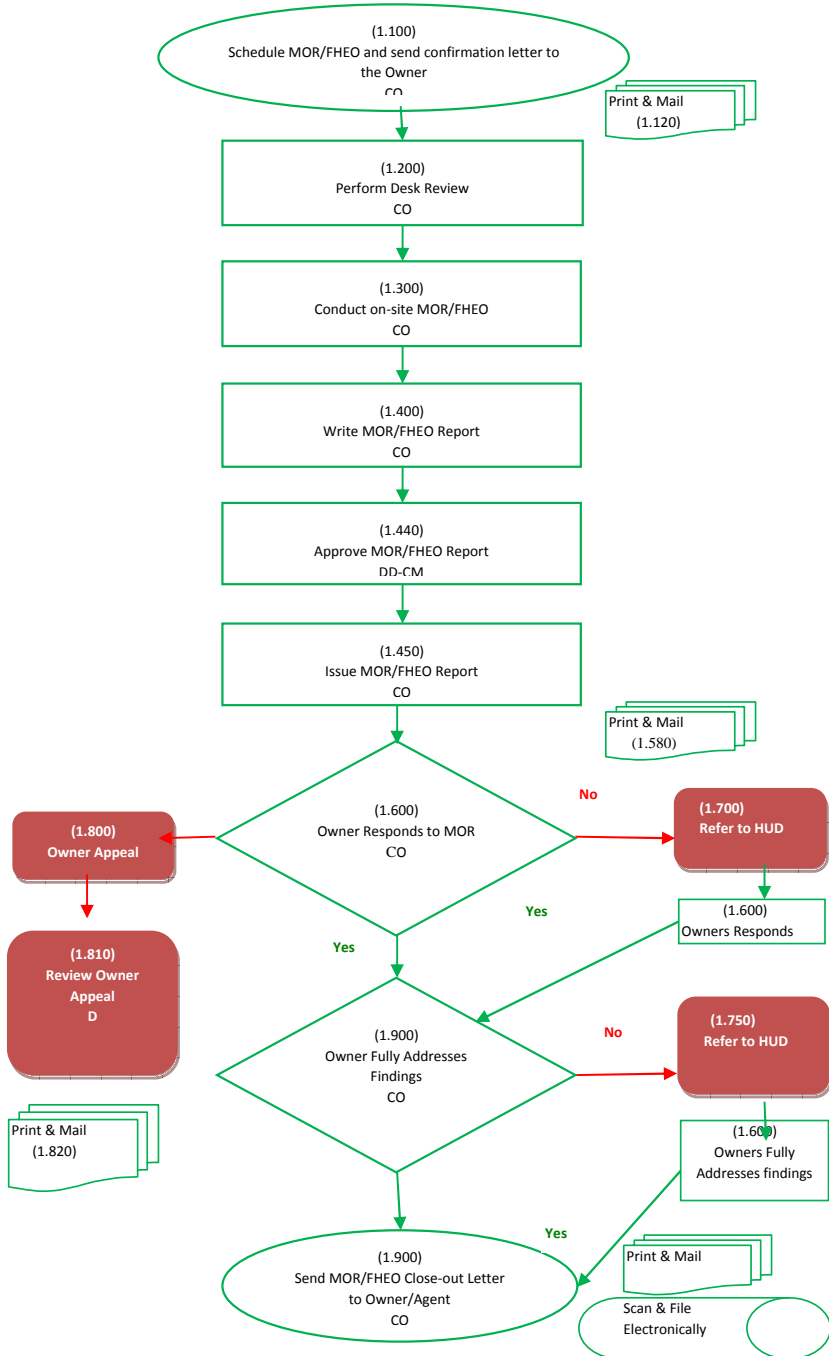 (1.100)
Schedule MOR/FHEO and send confirmation letter to
the Owner
CO
Print & Mail
(1.120)
(1.200)
Perform Desk Review
CO
(1.300)
Conduct on-site MOR/FHEO
CO
(1.400)
Write MOR/FHEO Report
CO
(1.440)
Approve MOR/FHEO Report
DD-CM
(1.450)
Issue MOR/FHEO Report
CO
Print & Mail
(1.580)
(1.600)
Owner Responds to MOR
CO
No
(1.700)
Refer to HUD
(1.800)
Owner Appeal
Yes
Yes
(1.600)
Owners Responds
(1.810)
Review Owner
Appeal
D
(1.900)
Owner Fully Addresses
Findings
CO
No
(1.750)
Refer to HUD
Print & Mail
(1.820)
(1.600)
Owners Fully
Addresses findings
Yes
(1.900)
Send MOR/FHEO Close-out Letter
to Owner/Agent
CO
Print & Mail
Scan & File
Electronically